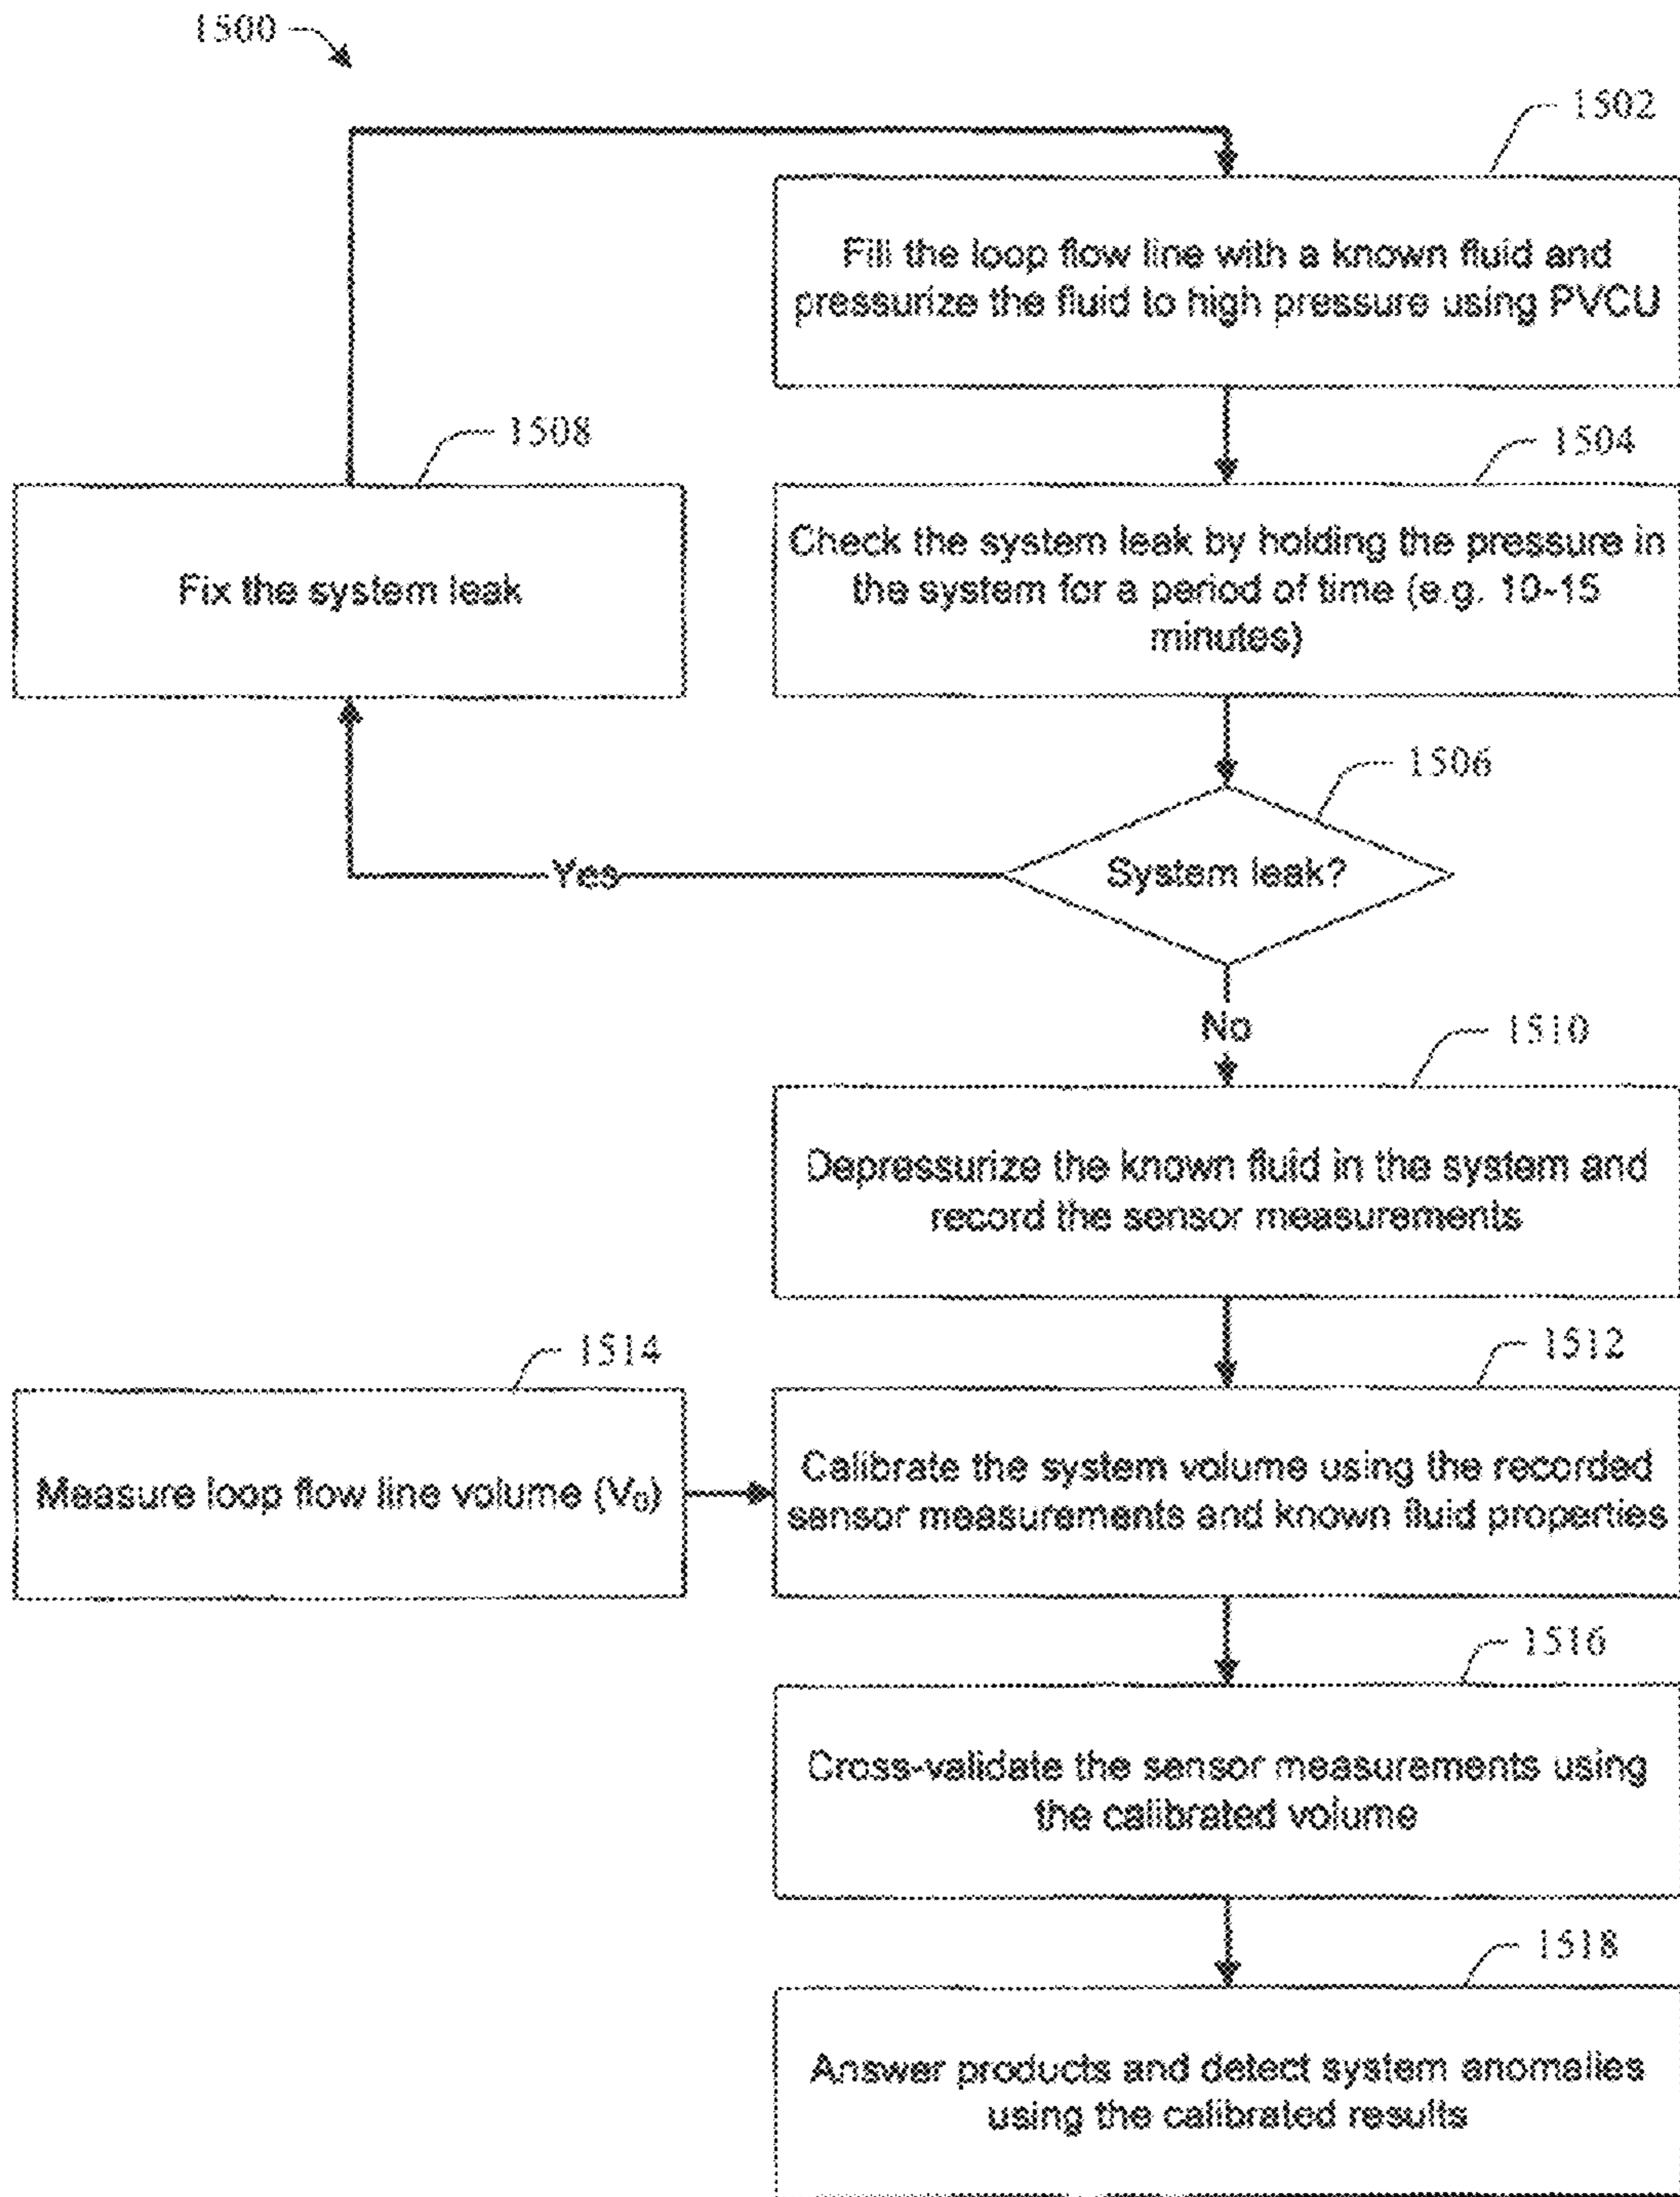 1500
1502
Fill the loop flow line with a known fluid and
pressurize the fluid to high pressure using PVCU
1508
Fix the system leak
1504
Check the system leak by holding the pressure in
the system for a period of time (e.g. 10-15
minutes)
1506
System leak?
Yes
No
1510
Depressurize the known fluid in the system and
record the sensor measurements
1514
Measure loop flow line volume (V₀)
1512
Calibrate the system volume using the recorded
sensor measurements and known fluid properties
1516
Cross-validate the sensor measurements using
the calibrated volume
1518
Answer products and detect system anomalies
using the calibrated results